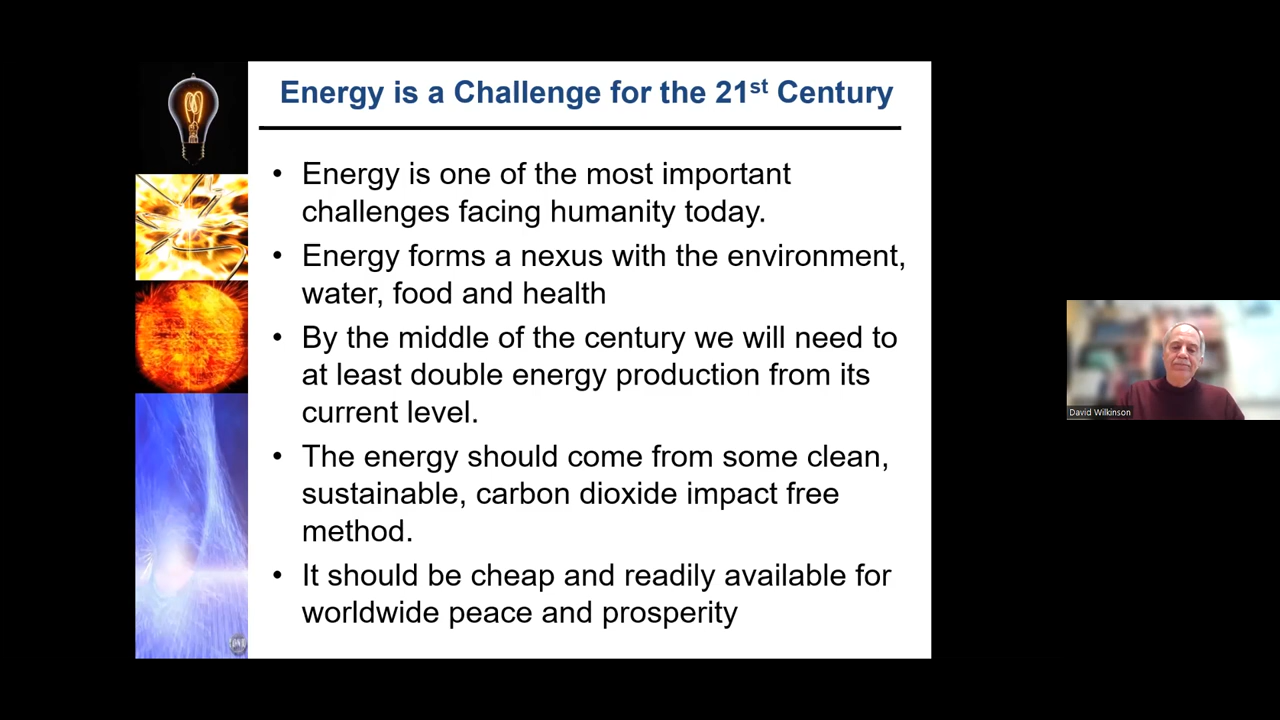 Energy is a Challenge for the 21st Century
• Energy is one of the most important
challenges facing humanity today.
• Energy forms a nexus with the environment,
water, food and health
• By the middle of the century we will need to
at least double energy production from its
current level.
• The energy should come from some clean,
sustainable, carbon dioxide impact free
method.
• It should be cheap and readily available for
worldwide peace and prosperity
David Wilkinson